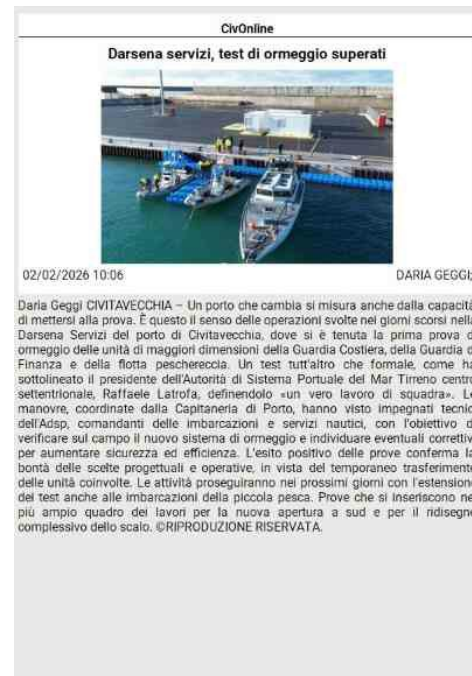 CivOnline
Darsena servizi, test di ormeggio superati
02/02/2026 10:06
DARIA GEGGI;
Daria Geggi CIVITAVECCHIA – Un porto che cambia si misura anche dalla capacità
di mettersi alla prova. È questo il senso delle operazioni svolte nei giorni scorsi nella
Darsena Servizi del porto di Civitavecchia, dove si è tenuta la prima prova d
ormeggio delle unità di maggiori dimensioni della Guardia Costiera, della Guardia d
Finanza e della flotta peschereccia. Un test tutt'altro che formale, come ha
sottolineato il presidente dell'Autorità di Sistema Portuale del Mar Tirreno centro
settentrionale, Raffaele Latrofa, definendolo «un vero lavoro di squadra». Le
manovre, coordinate dalla Capitaneria di Porto, hanno visto impegnati tecnic
dell'Adsp, comandanti delle imbarcazioni e servizi nautici, con l'obiettivo d
verificare sul campo il nuovo sistema di ormeggio e individuare eventuali correttiv
per aumentare sicurezza ed efficienza. L'esito positivo delle prove conferma la
bontà delle scelte progettuali e operative, in vista del temporaneo trasferimento
delle unità coinvolte. Le attività proseguiranno nei prossimi giorni con l'estensione
dei test anche alle imbarcazioni della piccola pesca. Prove che si inseriscono ne
più ampio quadro dei lavori per la nuova apertura a sud e per il ridisegno
complessivo dello scalo. ©RIPRODUZIONE RISERVATA.